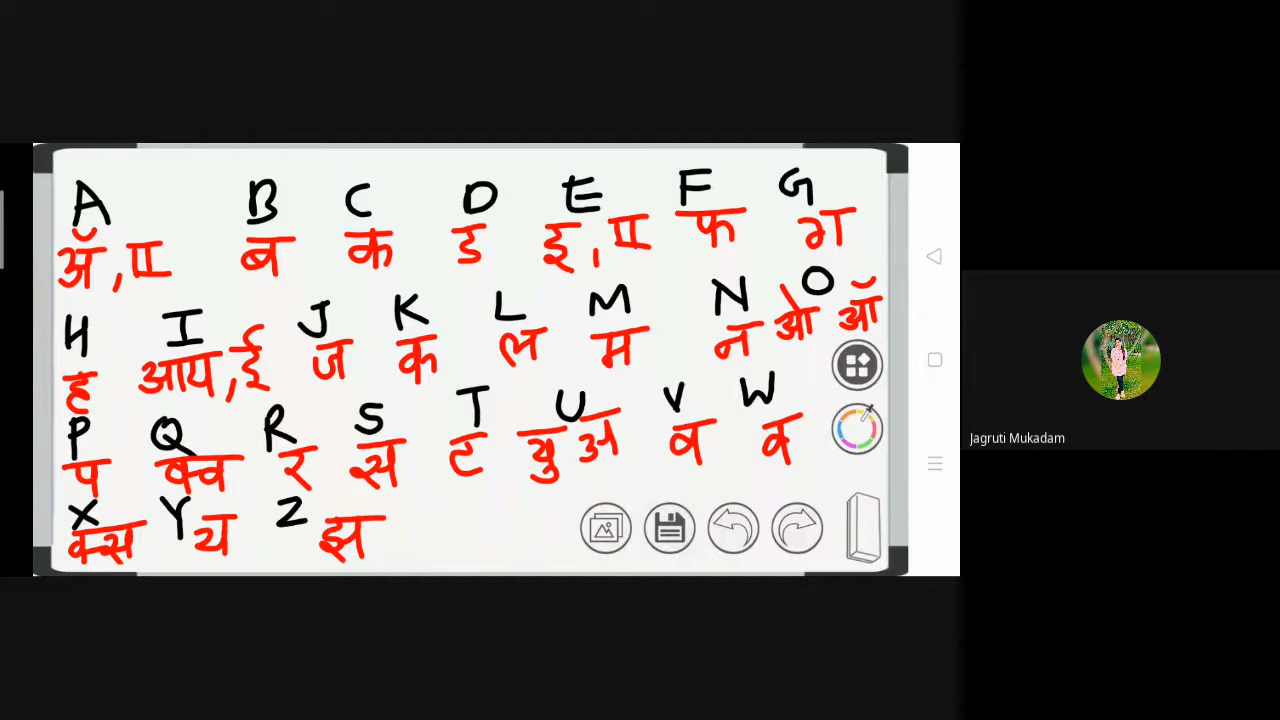 A B C D E F G
अॅ, ब क ड इ, फ ग
H I J K L M N O
ह आय, ई ज क ल म न ओ ऑ
P Q R S T U V W
प क्व र स ट यु अ व व
X Y Z
क्स य झ
Jagruti Mukadam